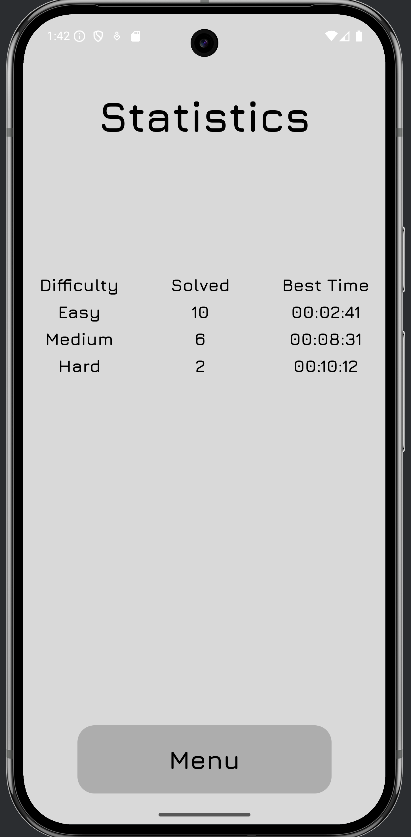 1:42
Statistics
Difficulty Solved Best Time
Easy 10 00:02:41
Medium 6 00:08:31
Hard 2 00:10:12
Menu